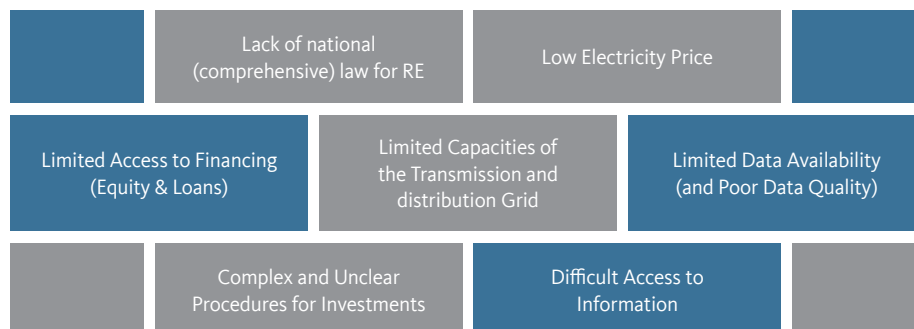 Lack of national
(comprehensive) law for RE
Low Electricity Price
Limited Access to Financing
(Equity & Loans)
Limited Capacities of
the Transmission and
distribution Grid
Limited Data Availability
(and Poor Data Quality)
Complex and Unclear
Procedures for Investments
Difficult Access to
Information